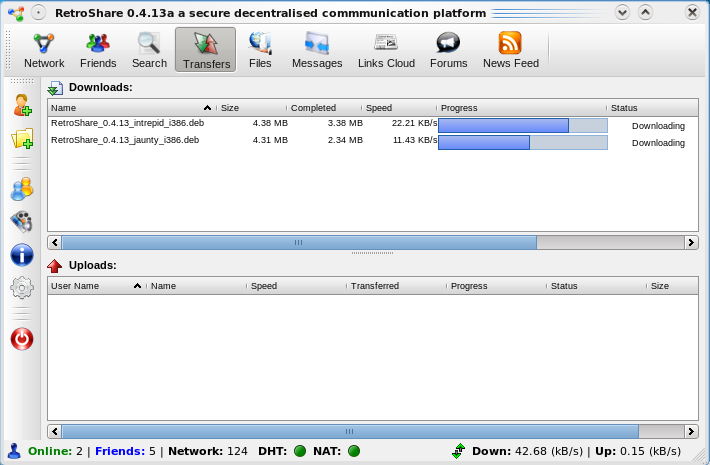 RetroShare 0.4.13a a secure decentralised commmunication platform
Network Friends Search Transfers Files Messages Links Cloud Forums News Feed
Downloads:
Name Size Completed Speed Progress Status
RetroShare_0.4.13_intrepid_i386.deb 4.38 MB 3.38 MB 22.21 KB/s Downloading
RetroShare_0.4.13_jaunty_i386.deb 4.31 MB 2.34 MB 11.43 KB/s Downloading
Uploads:
User Name Name Speed Transferred Progress Status Size
Online: 2 | Friends: 5 | Network: 124 DHT: NAT: Down: 42.68 (kB/s) | Up: 0.15 (kB/s)